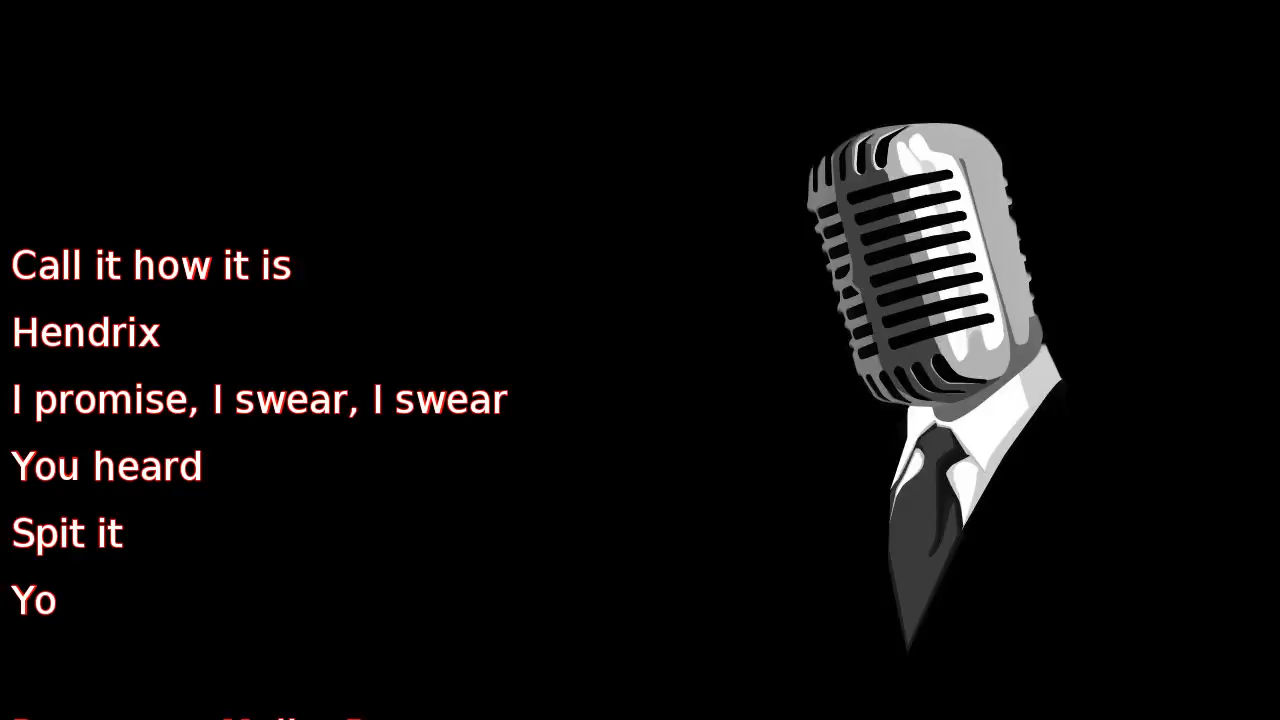 Call it how it is
Hendrix
I promise, I swear, I swear
You heard
Spit it
Yo